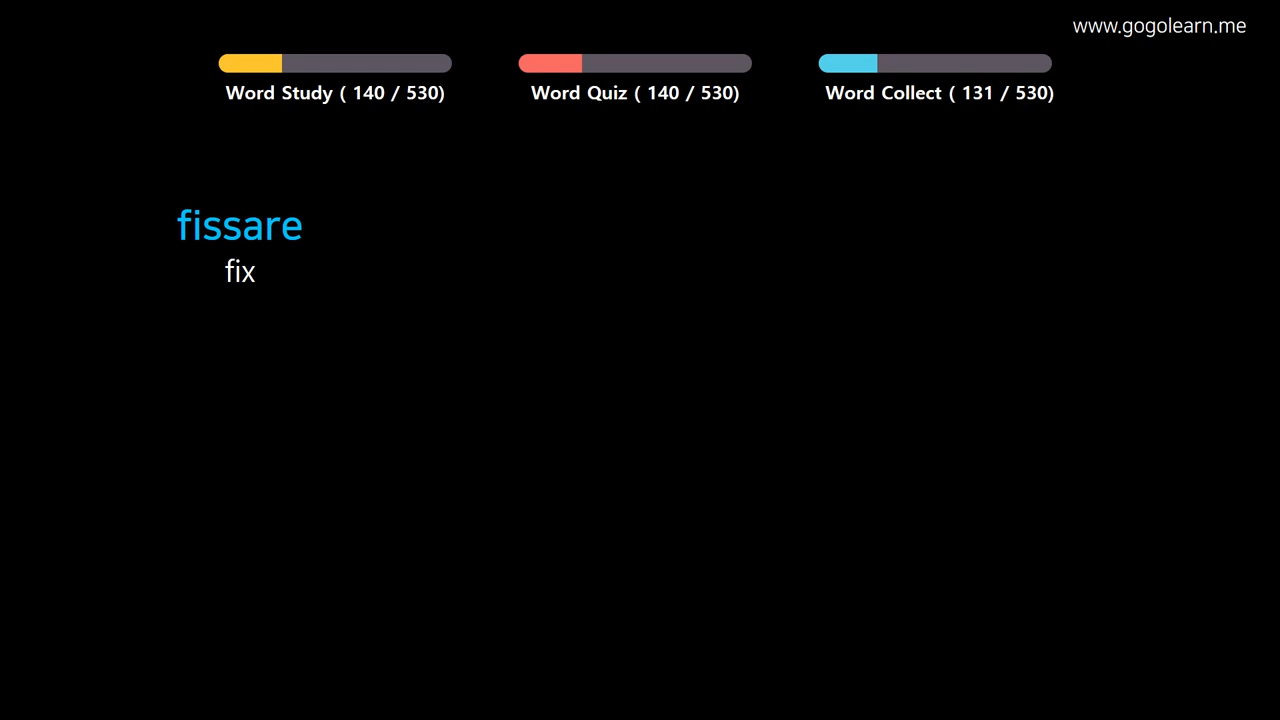 www.gogolearn.me
Word Study ( 140 / 530)
Word Quiz ( 140 / 530)
Word Collect ( 131 / 530)
fissare
fix